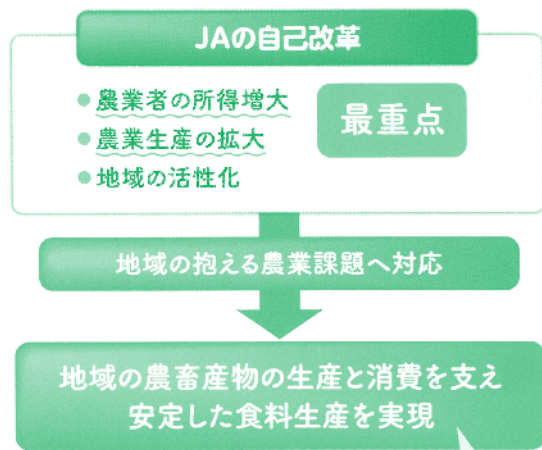 JAの自己改革
● 農業者の所得増大
● 農業生産の拡大
● 地域の活性化
最重点
地域の抱える農業課題へ対応
地域の農畜産物の生産と消費を支え
安定した食料生産を実現